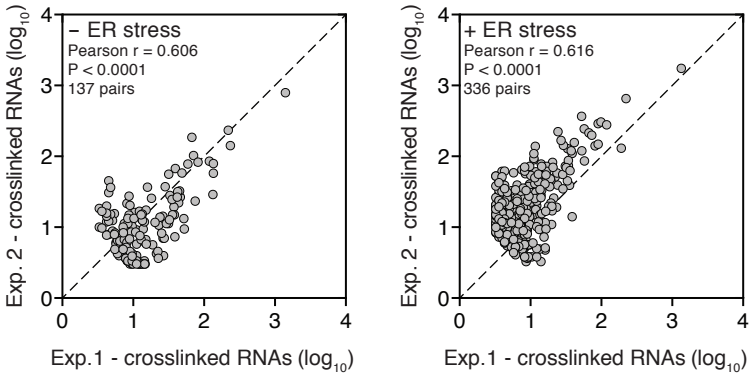 − ER stress
Pearson r = 0.606
P < 0.0001
137 pairs
Exp. 2 - crosslinked RNAs (log10)
4
3
2
1
0
0 1 2 3 4
Exp.1 - crosslinked RNAs (log10)
+ ER stress
Pearson r = 0.616
P < 0.0001
336 pairs
Exp. 2 - crosslinked RNAs (log10)
4
3
2
1
0
0 1 2 3 4
Exp.1 - crosslinked RNAs (log10)